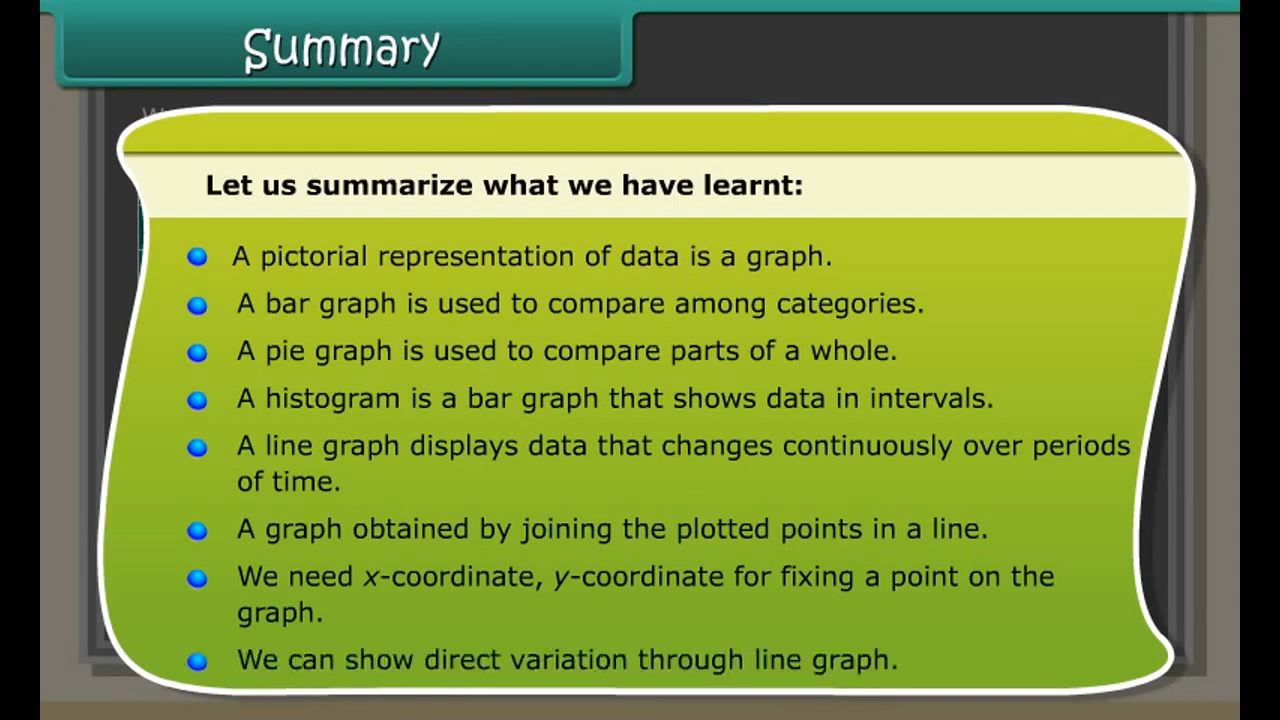 Summary
Let us summarize what we have learnt:
A pictorial representation of data is a graph.
A bar graph is used to compare among categories.
A pie graph is used to compare parts of a whole.
A histogram is a bar graph that shows data in intervals.
A line graph displays data that changes continuously over periods
of time.
A graph obtained by joining the plotted points in a line.
We need x-coordinate, y-coordinate for fixing a point on the
graph.
We can show direct variation through line graph.